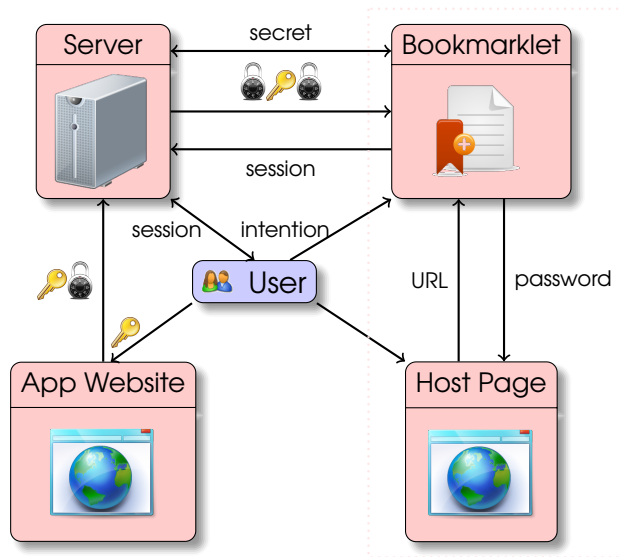 Server
secret
Bookmarklet
session
session
intention
User
URL
password
App Website
Host Page